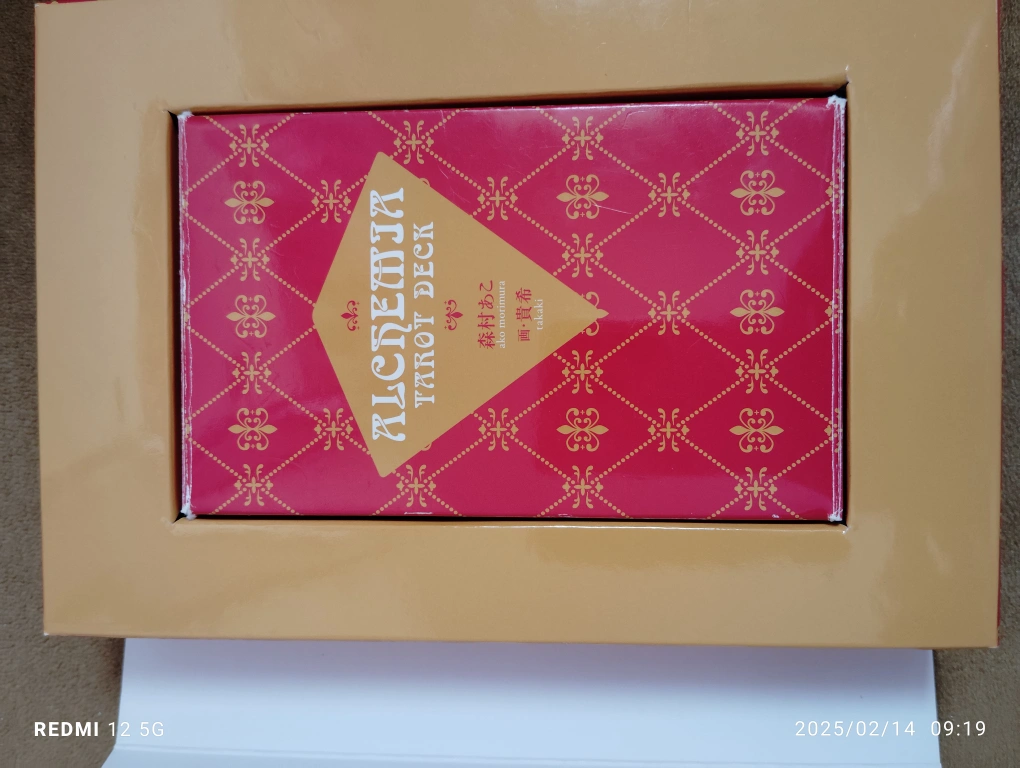 ALCHEMIA
TAROT DECK
森村あこ
ako morimura
画・貴希
takaki
REDMI 12 5G
2025/02/14 09:19